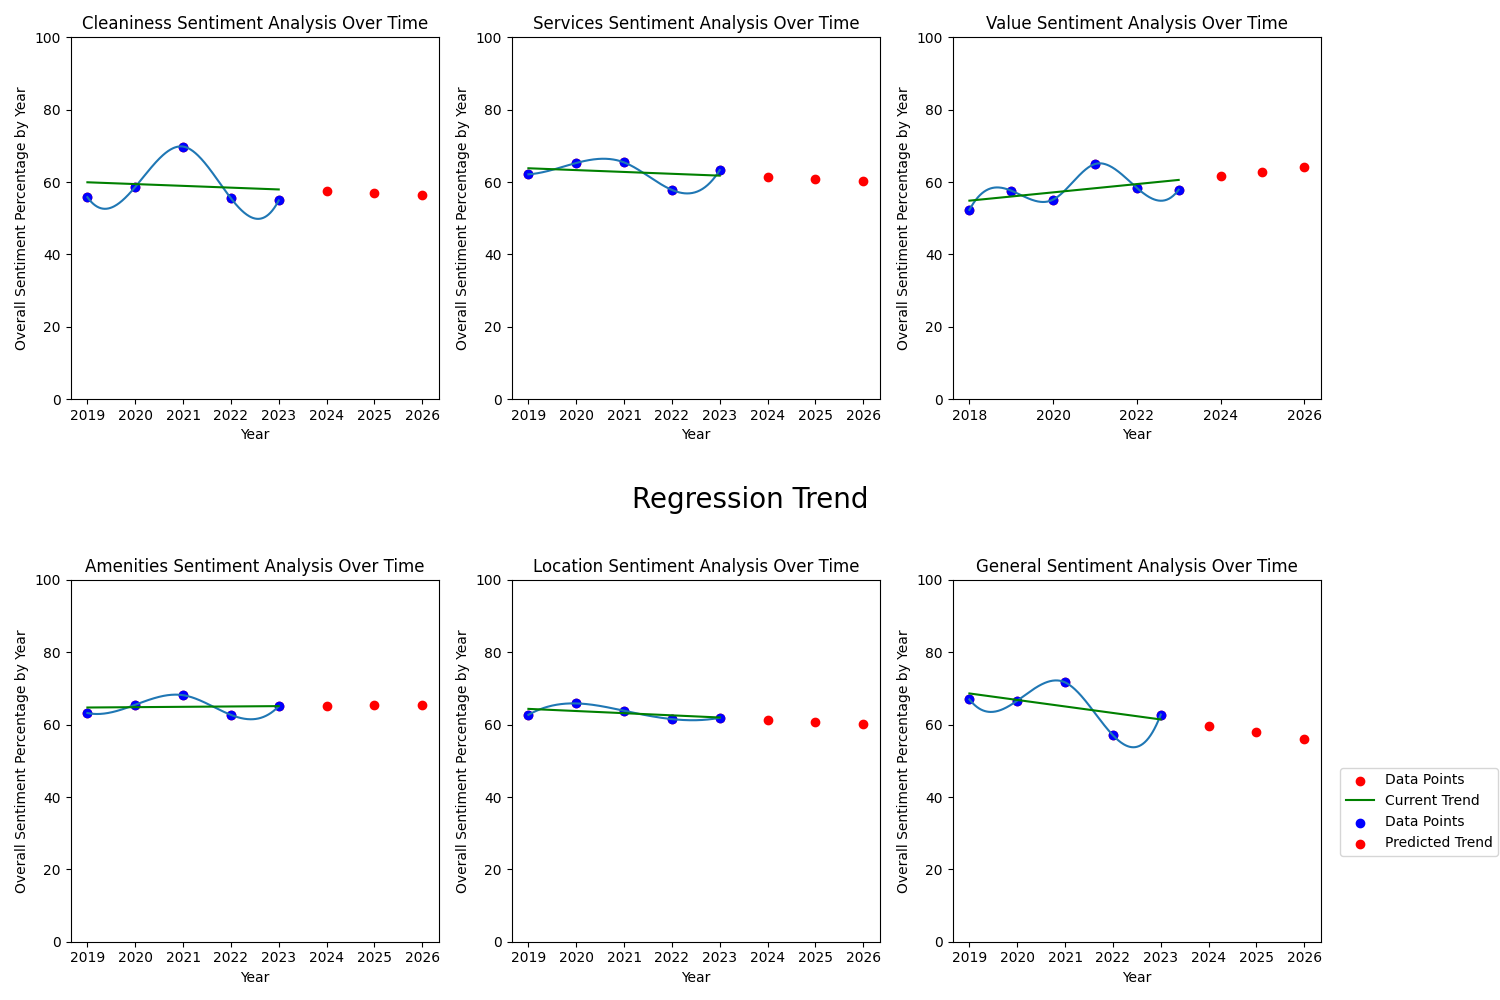 Cleaniness Sentiment Analysis Over Time
Services Sentiment Analysis Over Time
Value Sentiment Analysis Over Time
Overall Sentiment Percentage by Year
100
80
60
40
20
0
2019 2020 2021 2022 2023 2024 2025 2026
Year
Overall Sentiment Percentage by Year
100
80
60
40
20
0
2019 2020 2021 2022 2023 2024 2025 2026
Year
Overall Sentiment Percentage by Year
100
80
60
40
20
0
2018 2020 2022 2024 2026
Year
Regression Trend
Amenities Sentiment Analysis Over Time
Location Sentiment Analysis Over Time
General Sentiment Analysis Over Time
Overall Sentiment Percentage by Year
100
80
60
40
20
0
2019 2020 2021 2022 2023 2024 2025 2026
Year
Overall Sentiment Percentage by Year
100
80
60
40
20
0
2019 2020 2021 2022 2023 2024 2025 2026
Year
Overall Sentiment Percentage by Year
100
80
60
40
20
0
2019 2020 2021 2022 2023 2024 2025 2026
Year
Data Points
Current Trend
Data Points
Predicted Trend